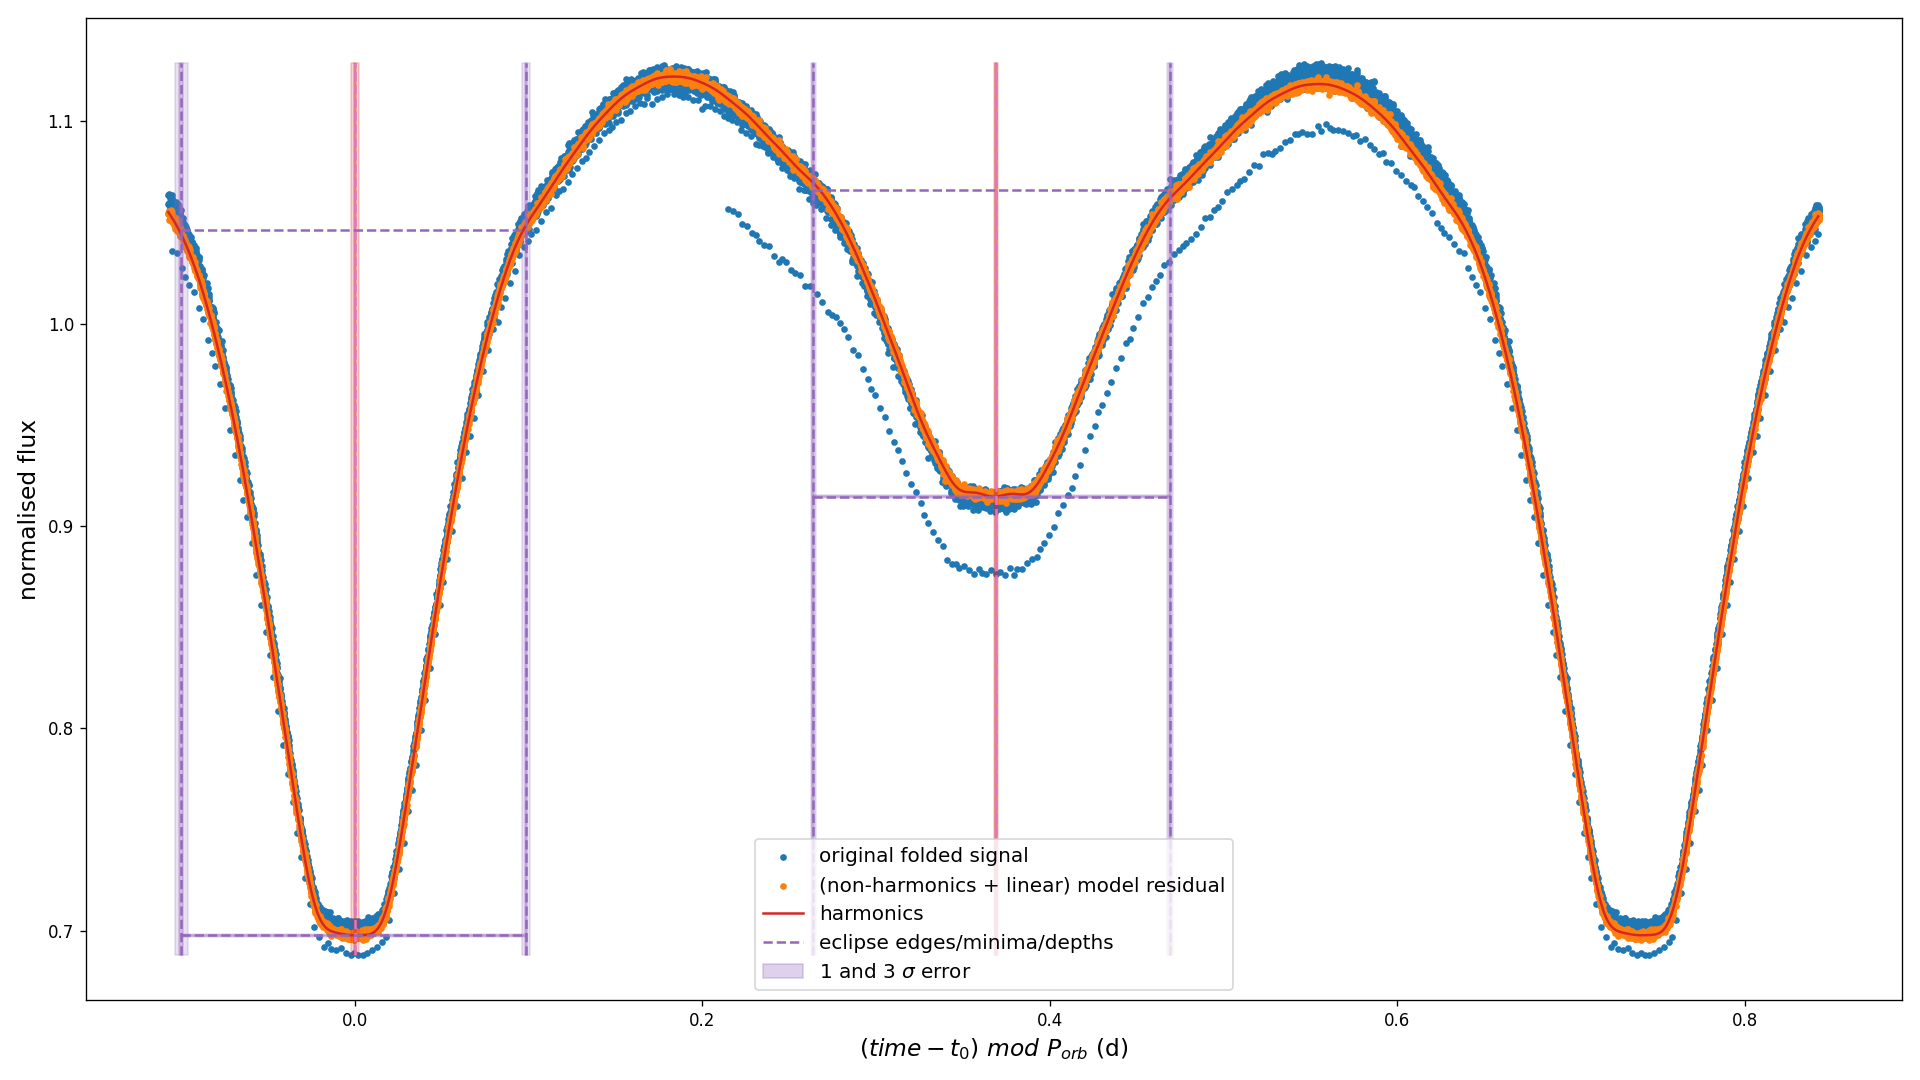 normalised flux
1.1
1.0
0.9
0.8
0.7
0.0
0.2
0.4
0.6
0.8
(time − t₀) mod Pₒᵣᵦ (d)
original folded signal
(non-harmonics + linear) model residual
harmonics
eclipse edges/minima/depths
1 and 3 σ error